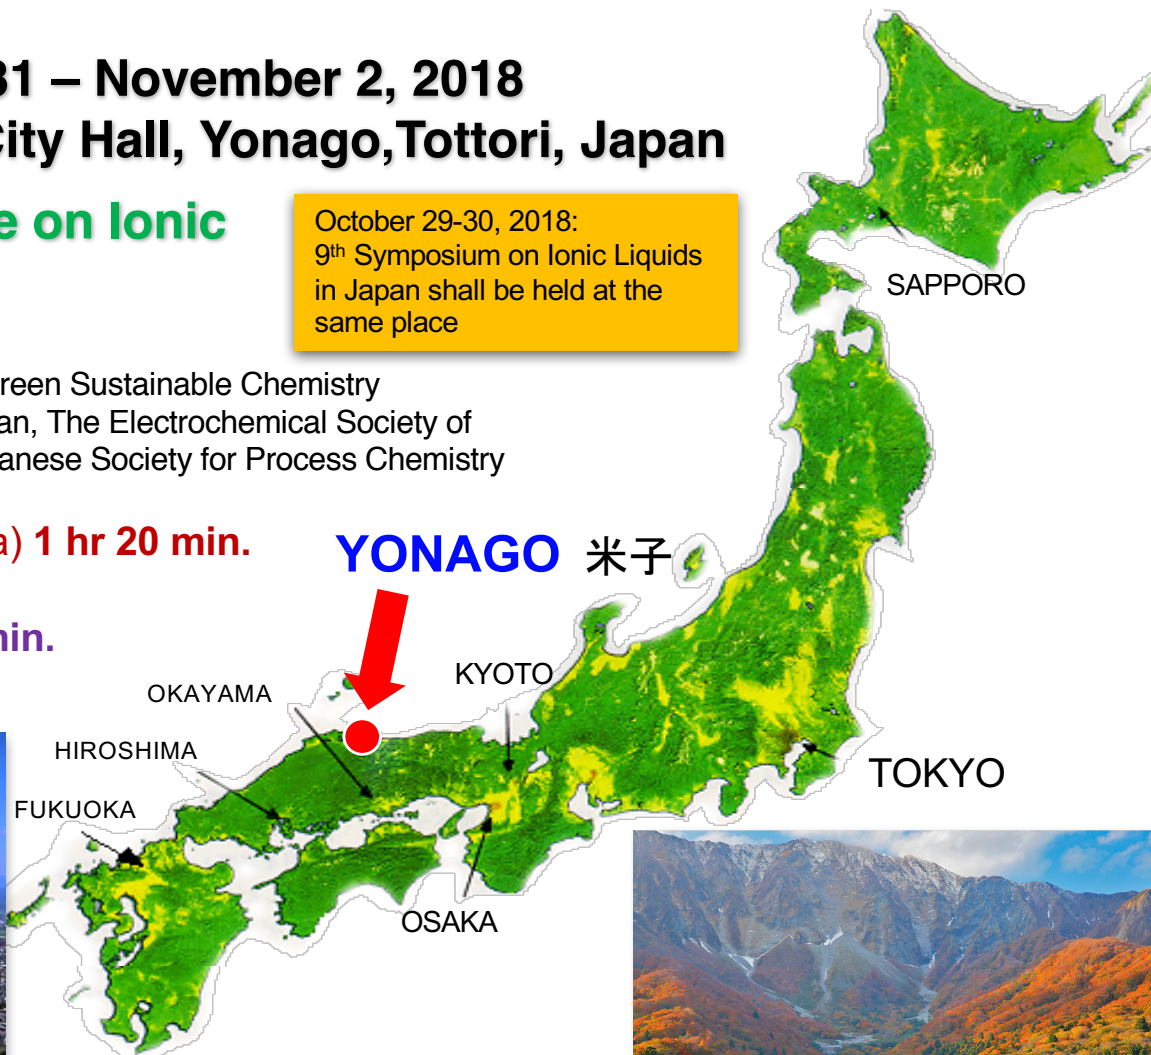 31 – November 2, 2018
City Hall, Yonago,Tottori, Japan
e on Ionic
October 29-30, 2018:
9th Symposium on Ionic Liquids
in Japan shall be held at the
same place
SAPPORO
reen Sustainable Chemistry
an, The Electrochemical Society of
anese Society for Process Chemistry
a) 1 hr 20 min.
YONAGO 米子
min.
KYOTO
OKAYAMA
HIROSHIMA
TOKYO
FUKUOKA
OSAKA